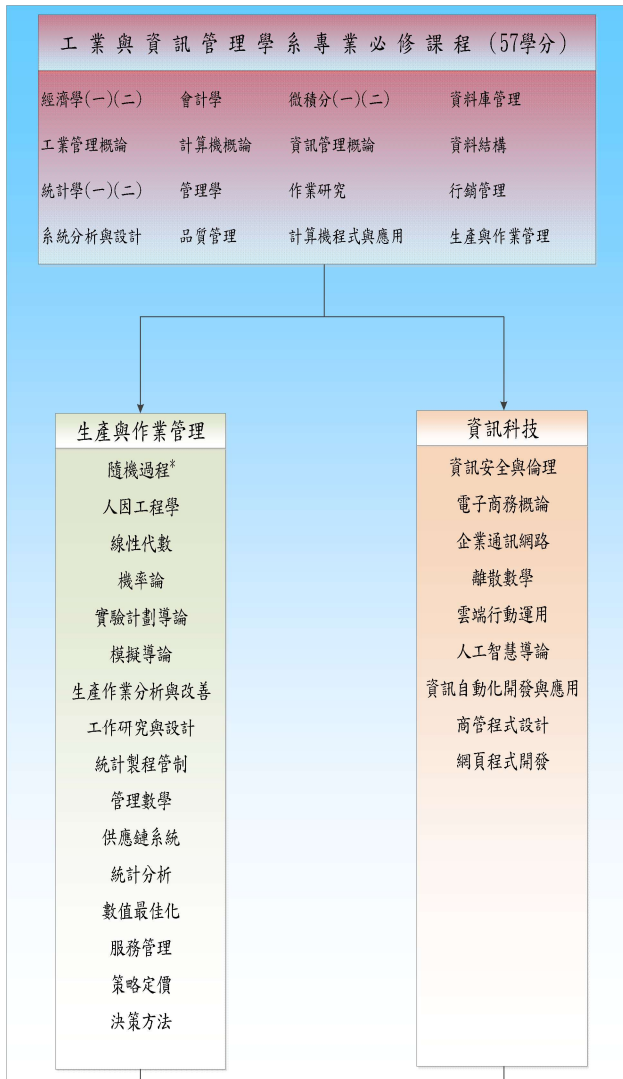 工業與資訊管理學系專業必修課程 (57學分)
經濟學(一)(二) 會計學 微積分(一)(二) 資料庫管理
工業管理概論 計算機概論 資訊管理概論 資料結構
統計學(一)(二) 管理學 作業研究 行銷管理
系統分析與設計 品質管理 計算機程式與應用 生產與作業管理
生產與作業管理
隨機過程*
人因工程學
線性代數
機率論
實驗計劃導論
模擬導論
生產作業分析與改善
工作研究與設計
統計製程管制
管理數學
供應鏈系統
統計分析
數值最佳化
服務管理
策略定價
決策方法
資訊科技
資訊安全與倫理
電子商務概論
企業通訊網路
離散數學
雲端行動運用
人工智慧導論
資訊自動化開發與應用
商管程式設計
網頁程式開發